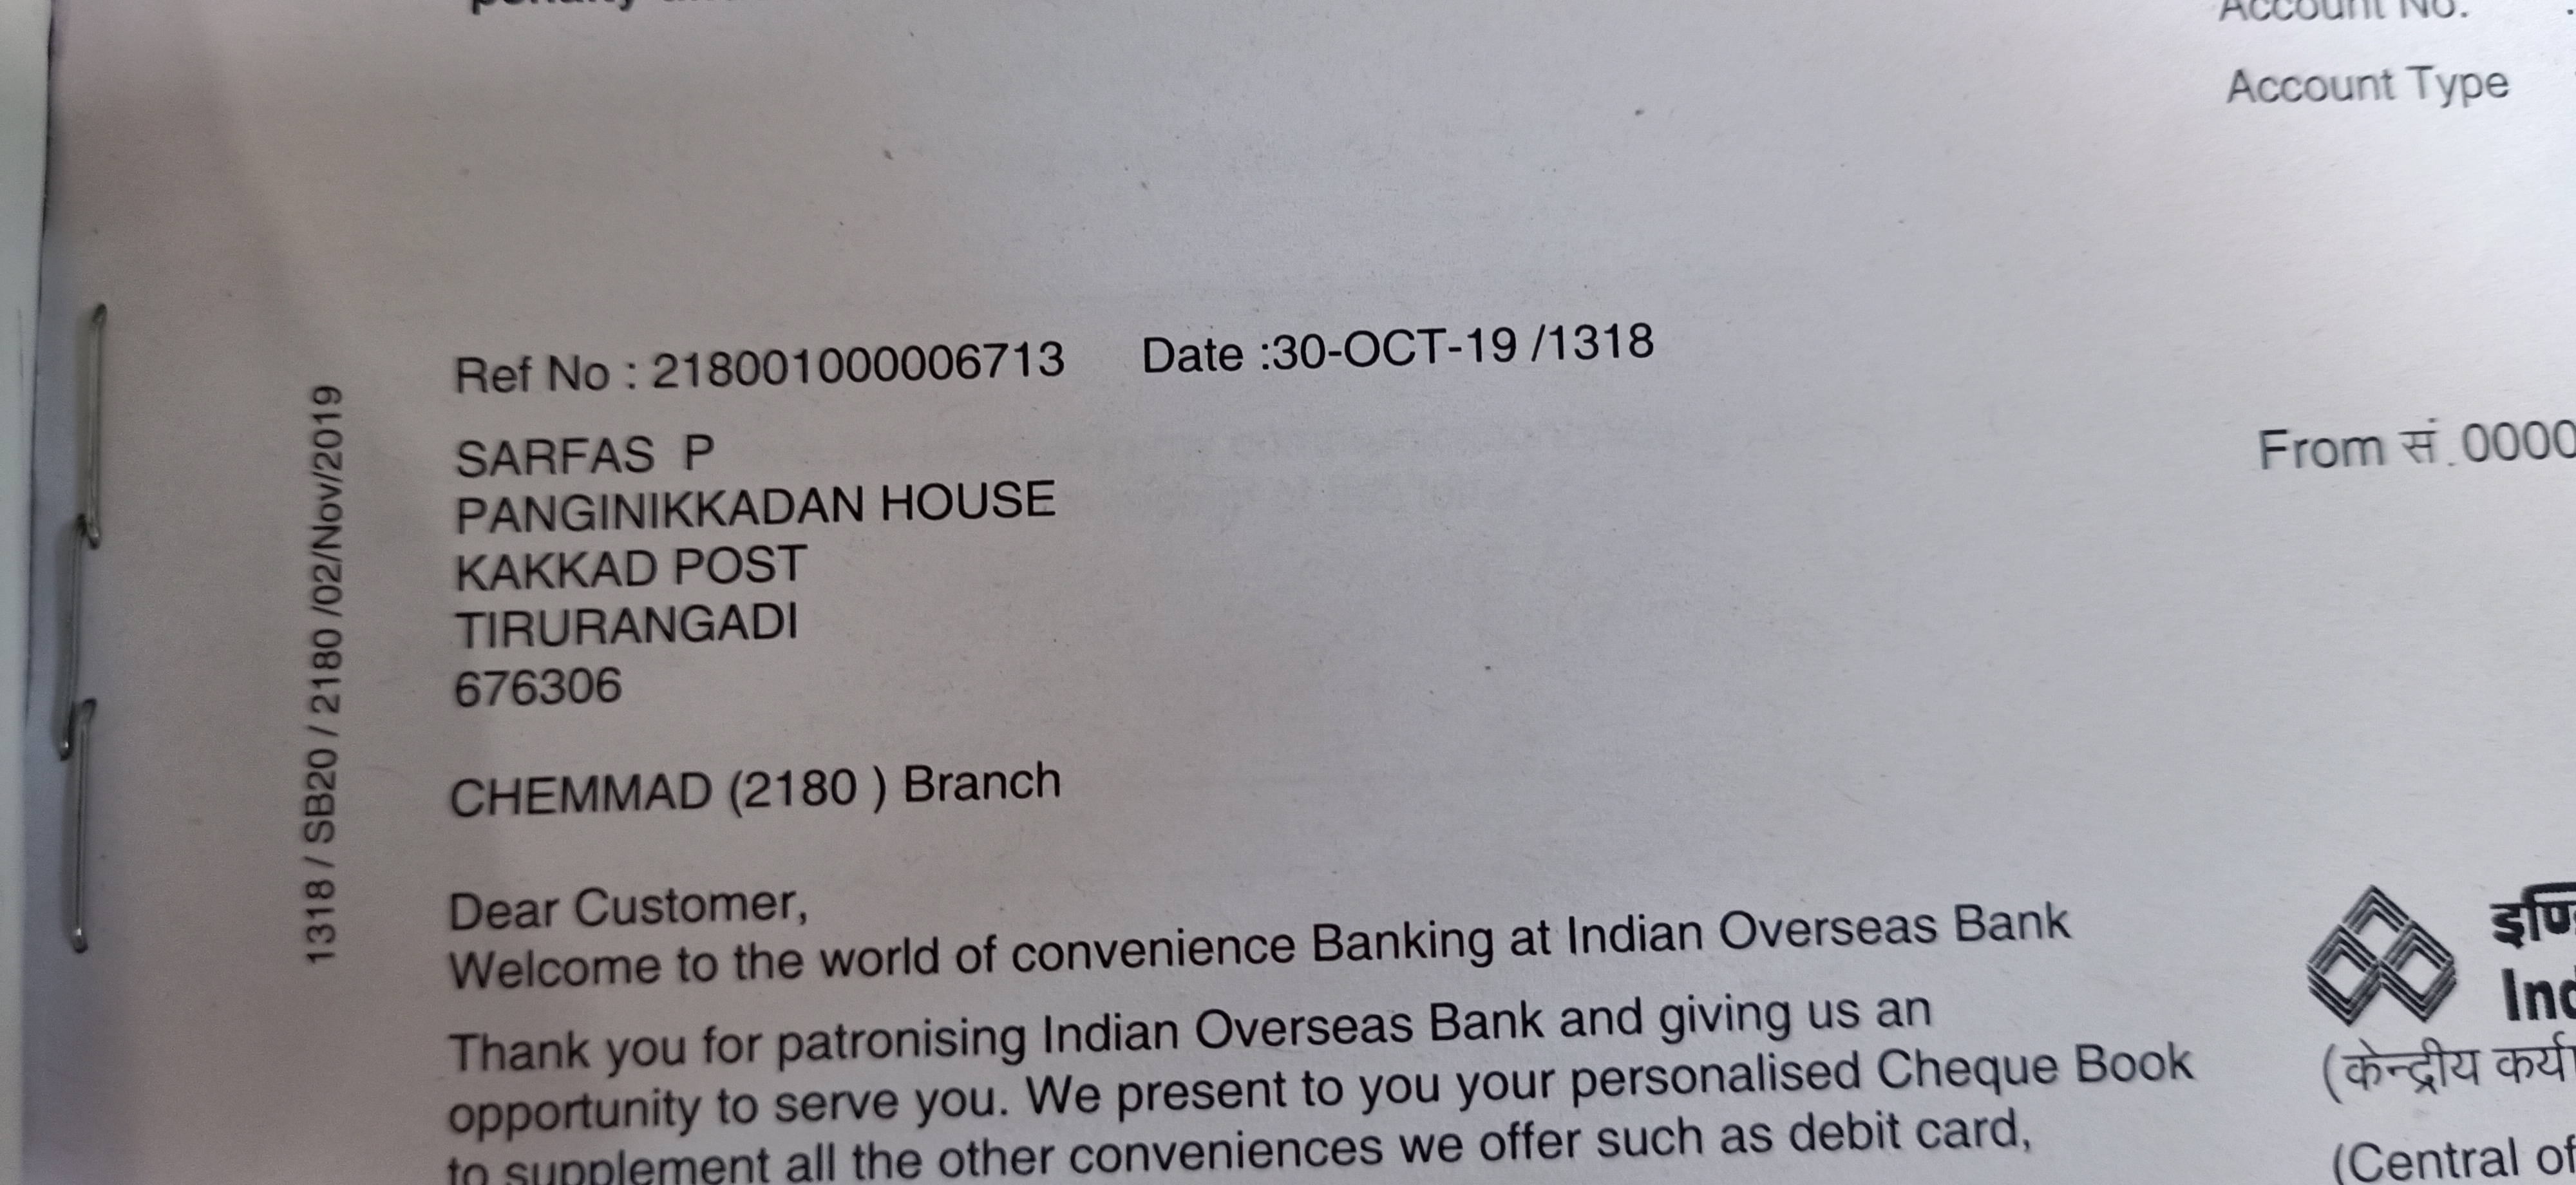 Account No. :
Account Type
Ref No : 218001000006713 Date :30-OCT-19 /1318
SARFAS P
PANGINIKKADAN HOUSE
KAKKAD POST
TIRURANGADI
676306
CHEMMAD (2180 ) Branch
1318 / SB20 / 2180 /02/Nov/2019
Dear Customer,
Welcome to the world of convenience Banking at Indian Overseas Bank
Thank you for patronising Indian Overseas Bank and giving us an
opportunity to serve you. We present to you your personalised Cheque Book
to supplement all the other conveniences we offer such as debit card,
From सं.0000
Ind
(केन्द्रीय कर्या
(Central of